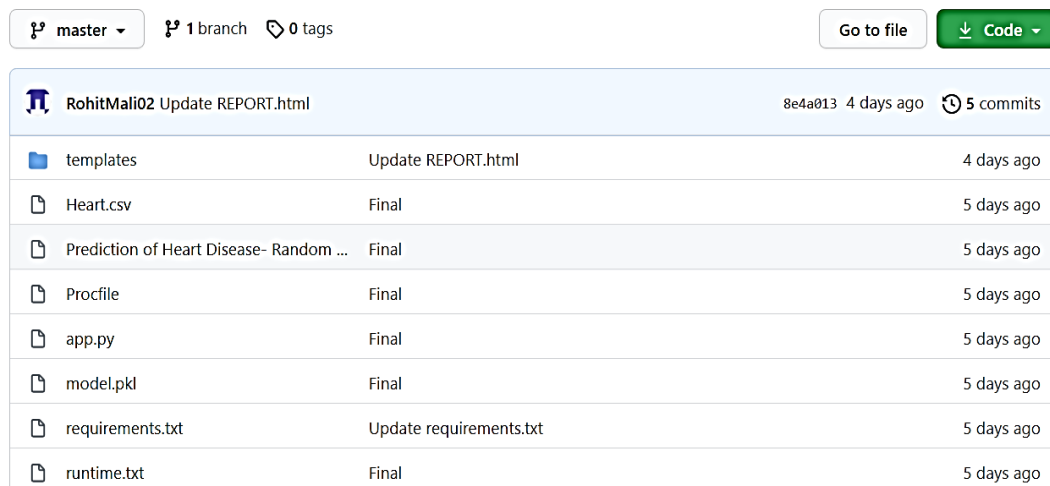 master 1 branch 0 tags Go to file Code
RohitMali02 Update REPORT.html 8e4a013 4 days ago 5 commits
templates Update REPORT.html 4 days ago
Heart.csv Final 5 days ago
Prediction of Heart Disease- Random ... Final 5 days ago
Procfile Final 5 days ago
app.py Final 5 days ago
model.pkl Final 5 days ago
requirements.txt Update requirements.txt 5 days ago
runtime.txt Final 5 days ago